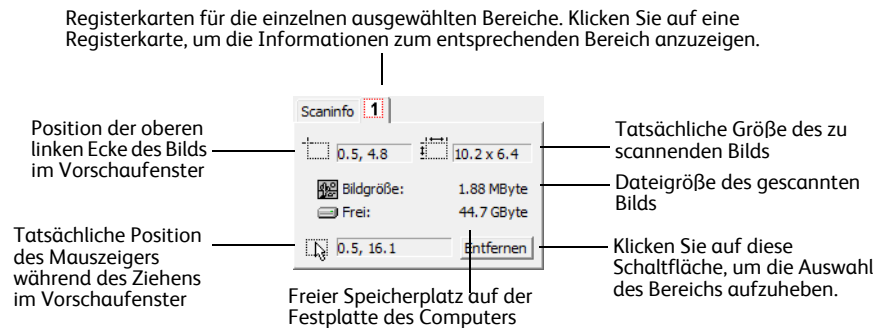 Registerkarten für die einzelnen ausgewählten Bereiche. Klicken Sie auf eine
Registerkarte, um die Informationen zum entsprechenden Bereich anzuzeigen.
Scaninfo 1
Position der oberen
linken Ecke des Bilds
im Vorschaufenster
0.5, 4.8
10.2 x 6.4
Tatsächliche Größe des zu
scannenden Bilds
Bildgröße: 1.88 MByte
Dateigröße des gescannten
Bilds
Frei: 44.7 GByte
Tatsächliche Position
des Mauszeigers
während des Ziehens
im Vorschaufenster
0.5, 16.1
Entfernen
Klicken Sie auf diese
Schaltfläche, um die Auswahl
des Bereichs aufzuheben.
Freier Speicherplatz auf der
Festplatte des Computers